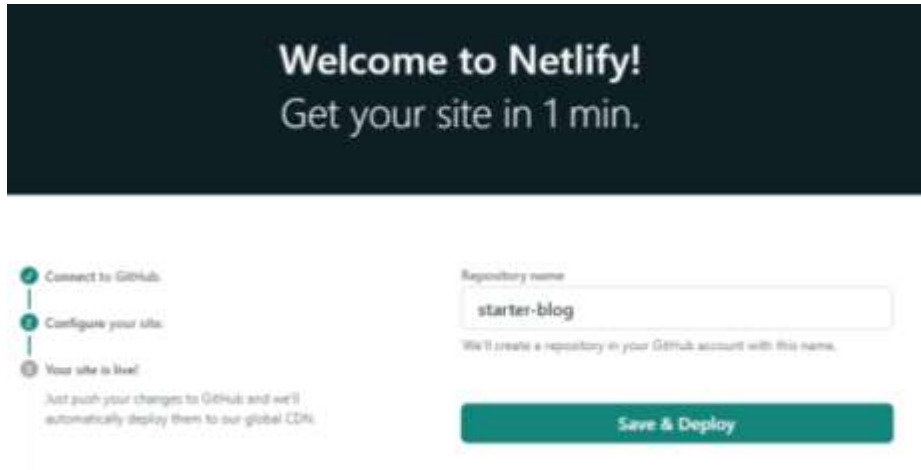 Welcome to Netlify!
Get your site in 1 min.
Connect to GitHub.
2 Configure your site.
3 Your site is live!
Just push your changes to GitHub and we'll
automatically deploy them to our global CDN.
Repository name
starter-blog
We'll create a repository in your GitHub account with this name.
Save & Deploy